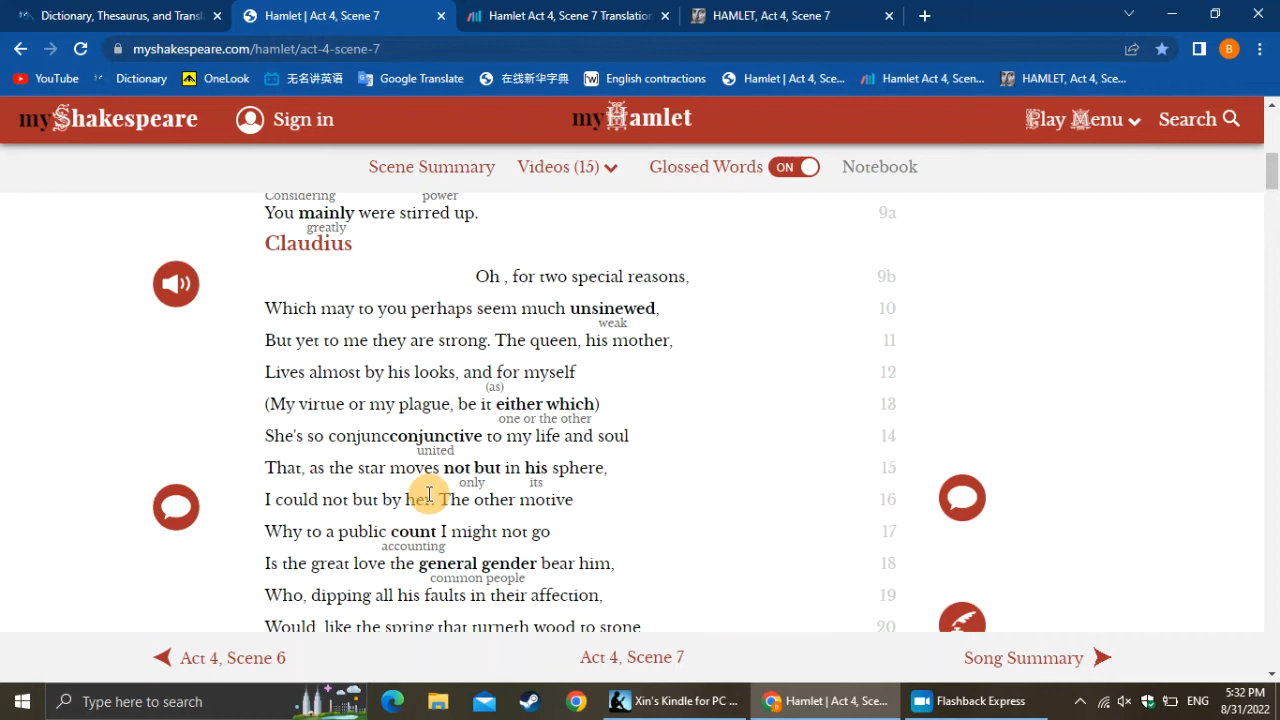 Dictionary, Thesaurus, and Trans
Hamlet | Act 4, Scene 7
Hamlet Act 4, Scene 7 Translation
HAMLET, Act 4, Scene 7
myshakespeare.com/hamlet/act-4-scene-7
B
YouTube
Dictionary
OneLook
无名讲英语
Google Translate
在线新华字典
English contractions
Hamlet | Act 4, Sce...
Hamlet Act 4, Scen...
HAMLET, Act 4, Sce...
myShakespeare
Sign in
myHamlet
Play Menu
Search
Scene Summary
Videos (15)
Glossed Words
ON
Notebook
Considering power
You mainly were stirred up. 9a
greatly
Claudius
Oh , for two special reasons, 9b
Which may to you perhaps seem much unsinewed, 10
weak
But yet to me they are strong. The queen, his mother, 11
Lives almost by his looks, and for myself 12
(as)
(My virtue or my plague, be it either which) 13
one or the other
She's so conjuncconjunctive to my life and soul 14
united
That, as the star moves not but in his sphere, 15
only its
I could not but by her. The other motive 16
Why to a public count I might not go 17
accounting
Is the great love the general gender bear him, 18
common people
Who, dipping all his faults in their affection, 19
Would, like the spring that turneth wood to stone 20
Act 4, Scene 6
Act 4, Scene 7
Song Summary
Type here to search
Xin's Kindle for PC ...
Hamlet | Act 4, Sce...
Flashback Express
ENG
5:32 PM
8/31/2022